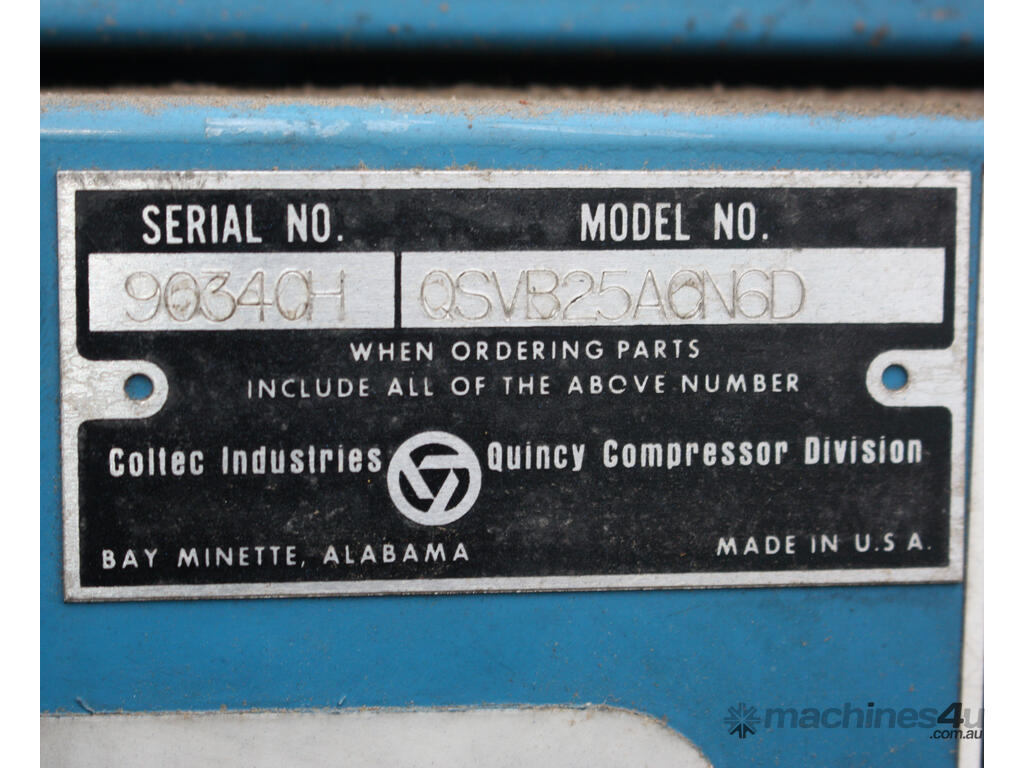 SERIAL NO. MODEL NO.
90340H QSVB25A0N6D
WHEN ORDERING PARTS
INCLUDE ALL OF THE ABOVE NUMBER
Coltec Industries Quincy Compressor Division
BAY MINETTE, ALABAMA MADE IN U.S A.
machines4u
.com.au